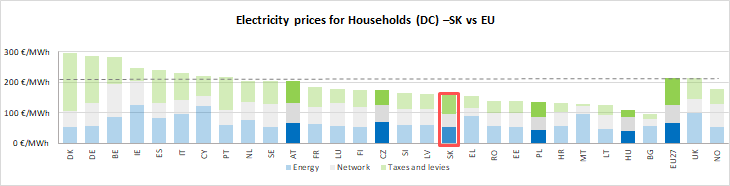 Electricity prices for Households (DC) –SK vs EU
300 €/MWh
200 €/MWh
100 €/MWh
0 €/MWh
DK DE BE IE ES IT CY PT NL SE AT FR LU FI CZ SI LV SK EL RO EE PL HR MT LT HU BG EU27 UK NO
Energy Network Taxes and levies